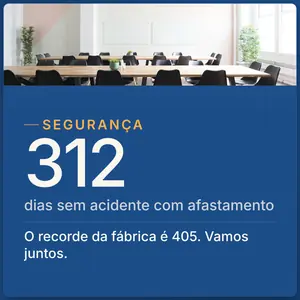 SEGURANÇA
312
dias sem acidente com afastamento
O recorde da fábrica é 405. Vamos
juntos.